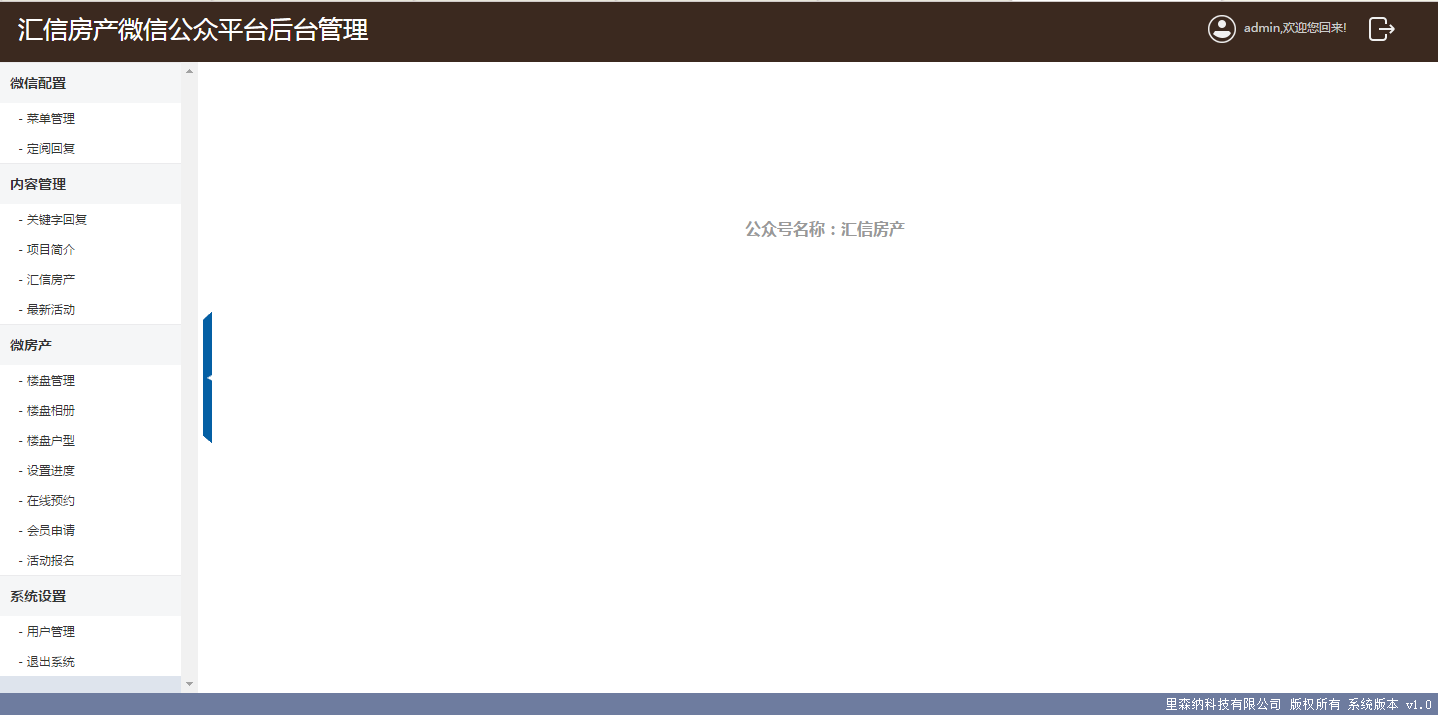 汇信房产微信公众平台后台管理
admin,欢迎您回来!
微信配置
- 菜单管理
- 定阅回复
内容管理
- 关键字回复
- 项目简介
- 汇信房产
- 最新活动
微房产
- 楼盘管理
- 楼盘相册
- 楼盘户型
- 设置进度
- 在线预约
- 会员申请
- 活动报名
系统设置
- 用户管理
- 退出系统
公众号名称：汇信房产
里森纳科技有限公司 版权所有 系统版本 v1.0